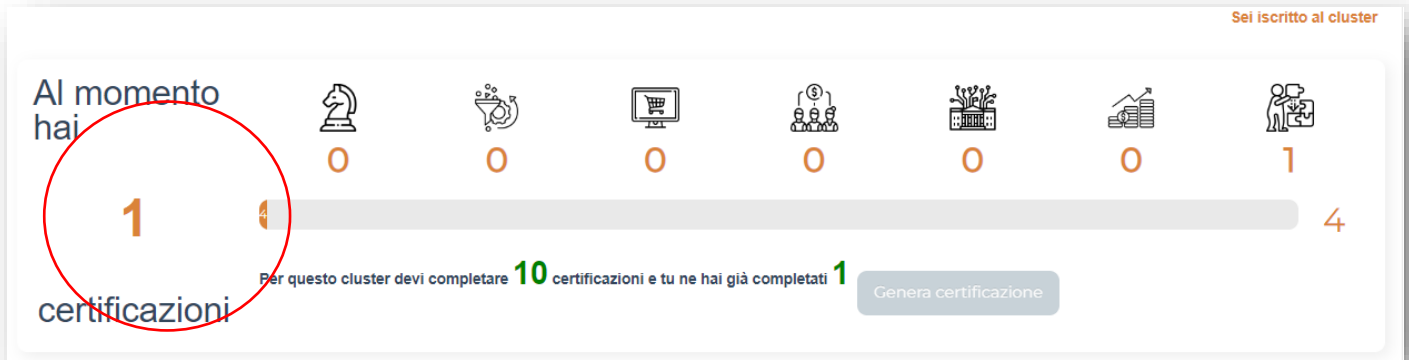 Sei iscritto al cluster
Al momento
hai
0 0 0 0 0 0 1
1
4
4
Per questo cluster devi completare 10 certificazioni e tu ne hai già completati 1
Genera certificazione
certificazioni